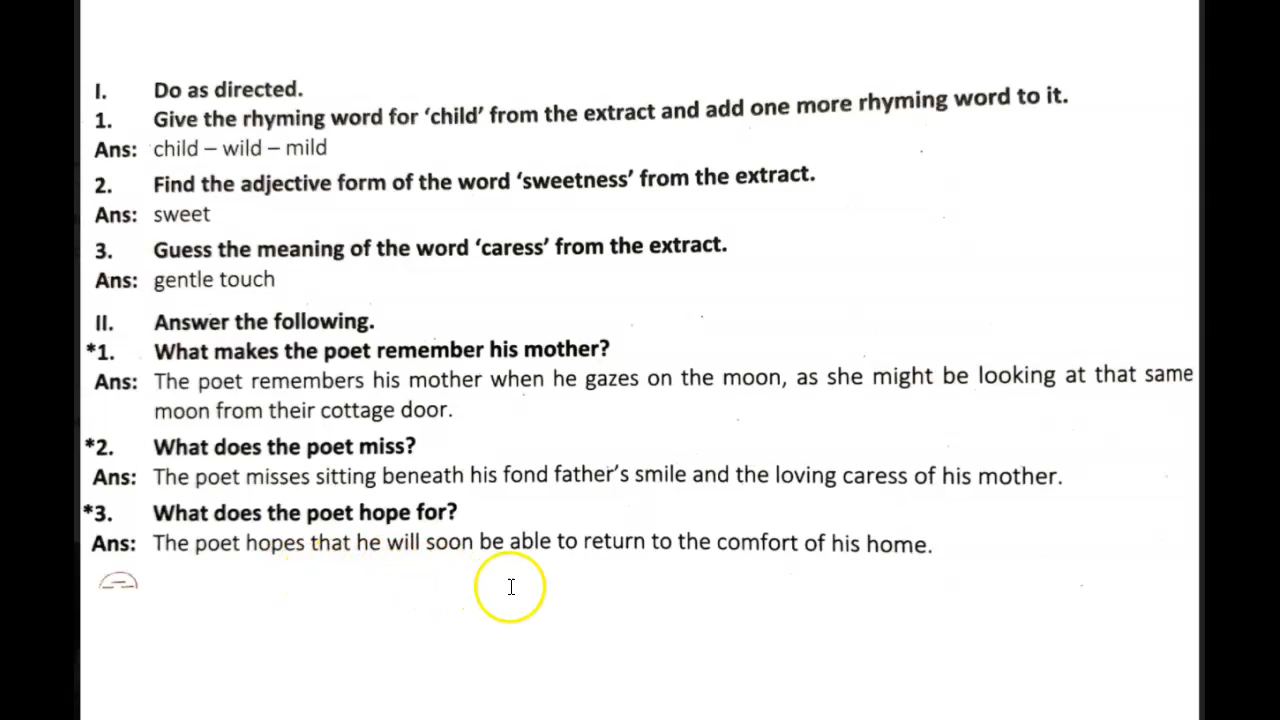 I. Do as directed.
1. Give the rhyming word for ‘child’ from the extract and add one more rhyming word to it.
Ans: child – wild – mild
2. Find the adjective form of the word ‘sweetness’ from the extract.
Ans: sweet
3. Guess the meaning of the word ‘caress’ from the extract.
Ans: gentle touch
II. Answer the following.
*1. What makes the poet remember his mother?
Ans: The poet remembers his mother when he gazes on the moon, as she might be looking at that same
moon from their cottage door.
*2. What does the poet miss?
Ans: The poet misses sitting beneath his fond father’s smile and the loving caress of his mother.
*3. What does the poet hope for?
Ans: The poet hopes that he will soon be able to return to the comfort of his home.